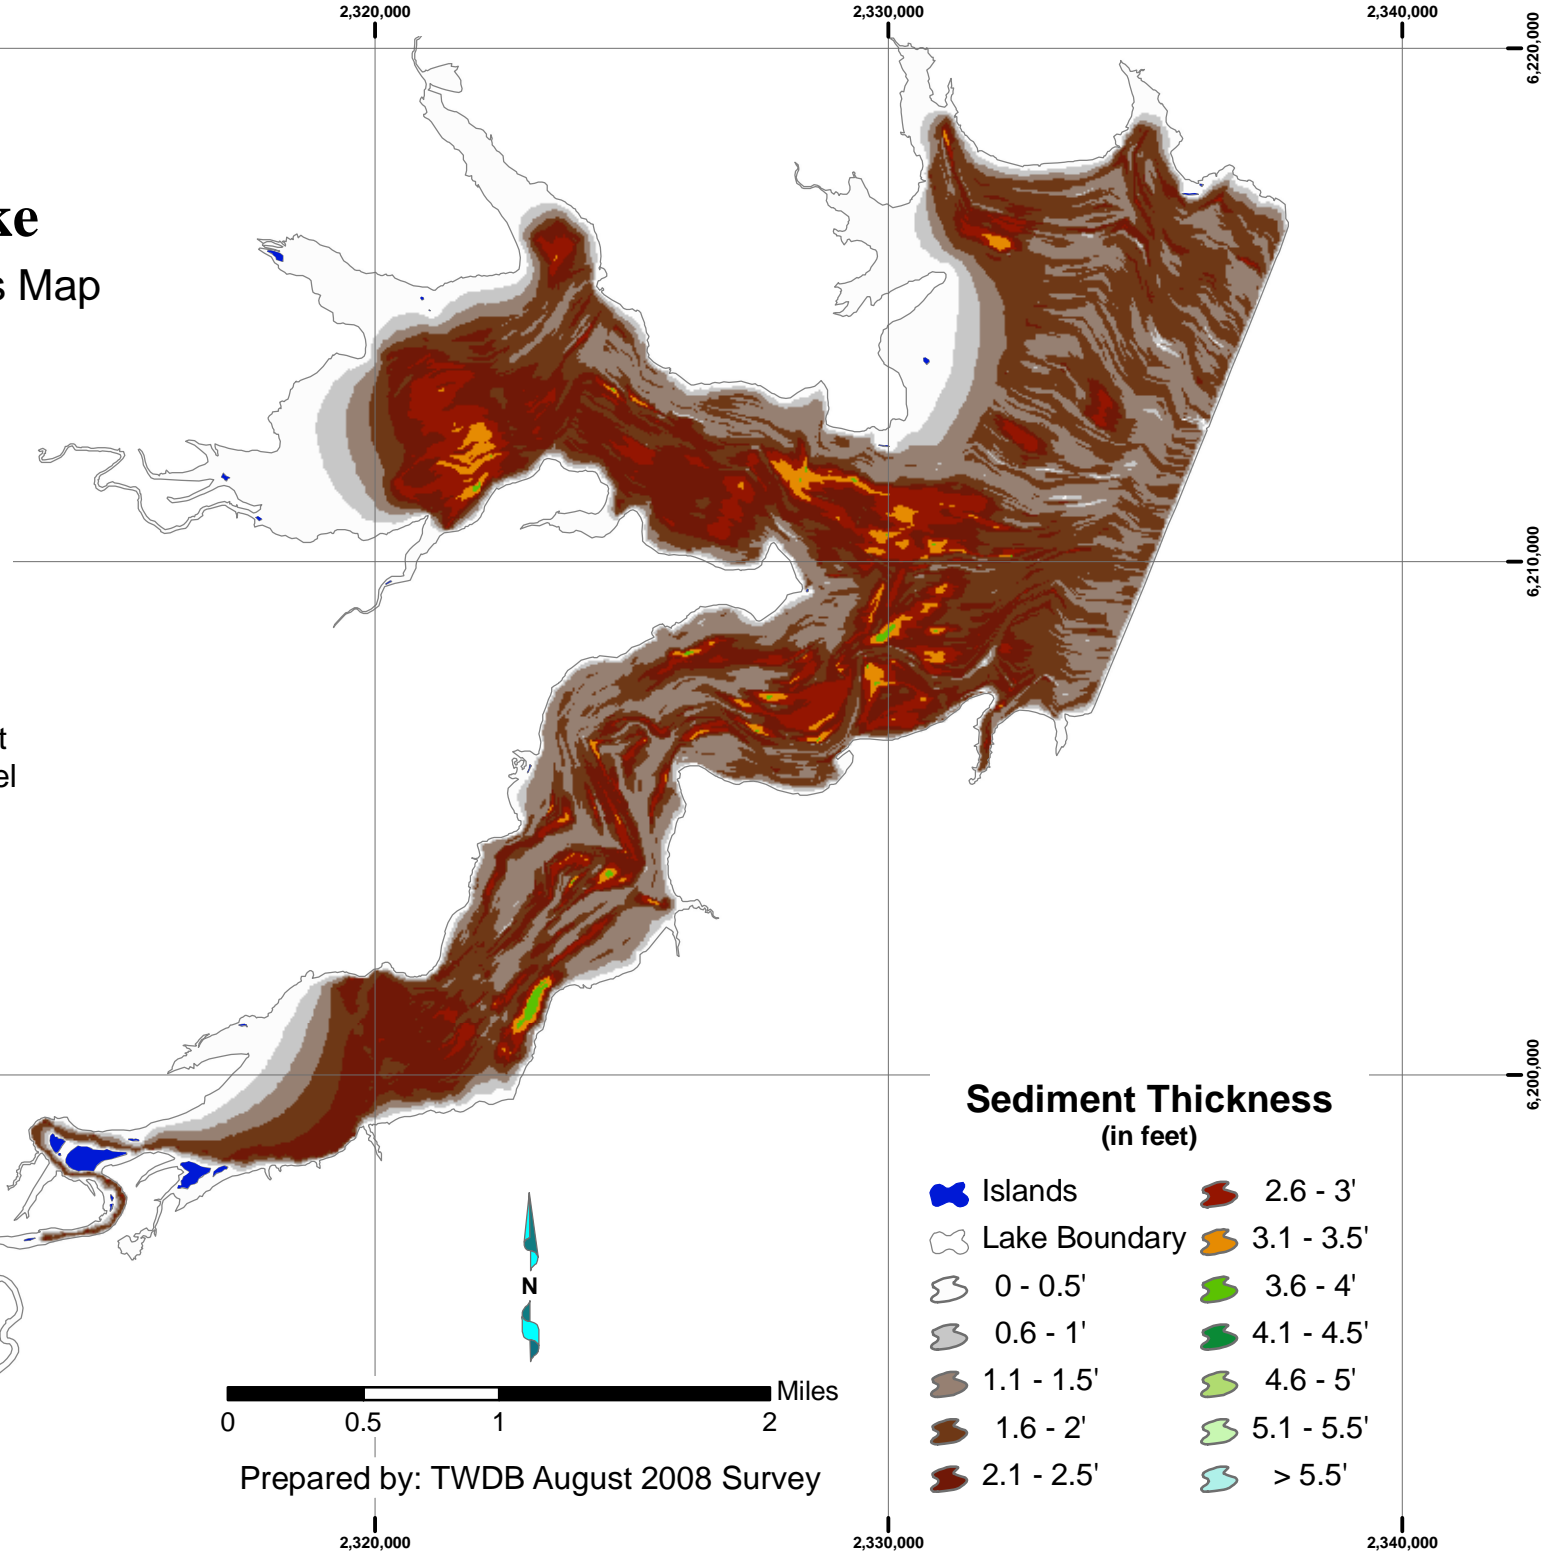 2,320,000 2,330,000 2,340,000
6,220,000
ke
s Map
6,210,000
t
el
6,200,000
Sediment Thickness
(in feet)
Islands
Lake Boundary
0 - 0.5'
0.6 - 1'
1.1 - 1.5'
1.6 - 2'
2.1 - 2.5'
2.6 - 3'
3.1 - 3.5'
3.6 - 4'
4.1 - 4.5'
4.6 - 5'
5.1 - 5.5'
> 5.5'
N
Miles
0 0.5 1 2
Prepared by: TWDB August 2008 Survey
2,320,000 2,330,000 2,340,000